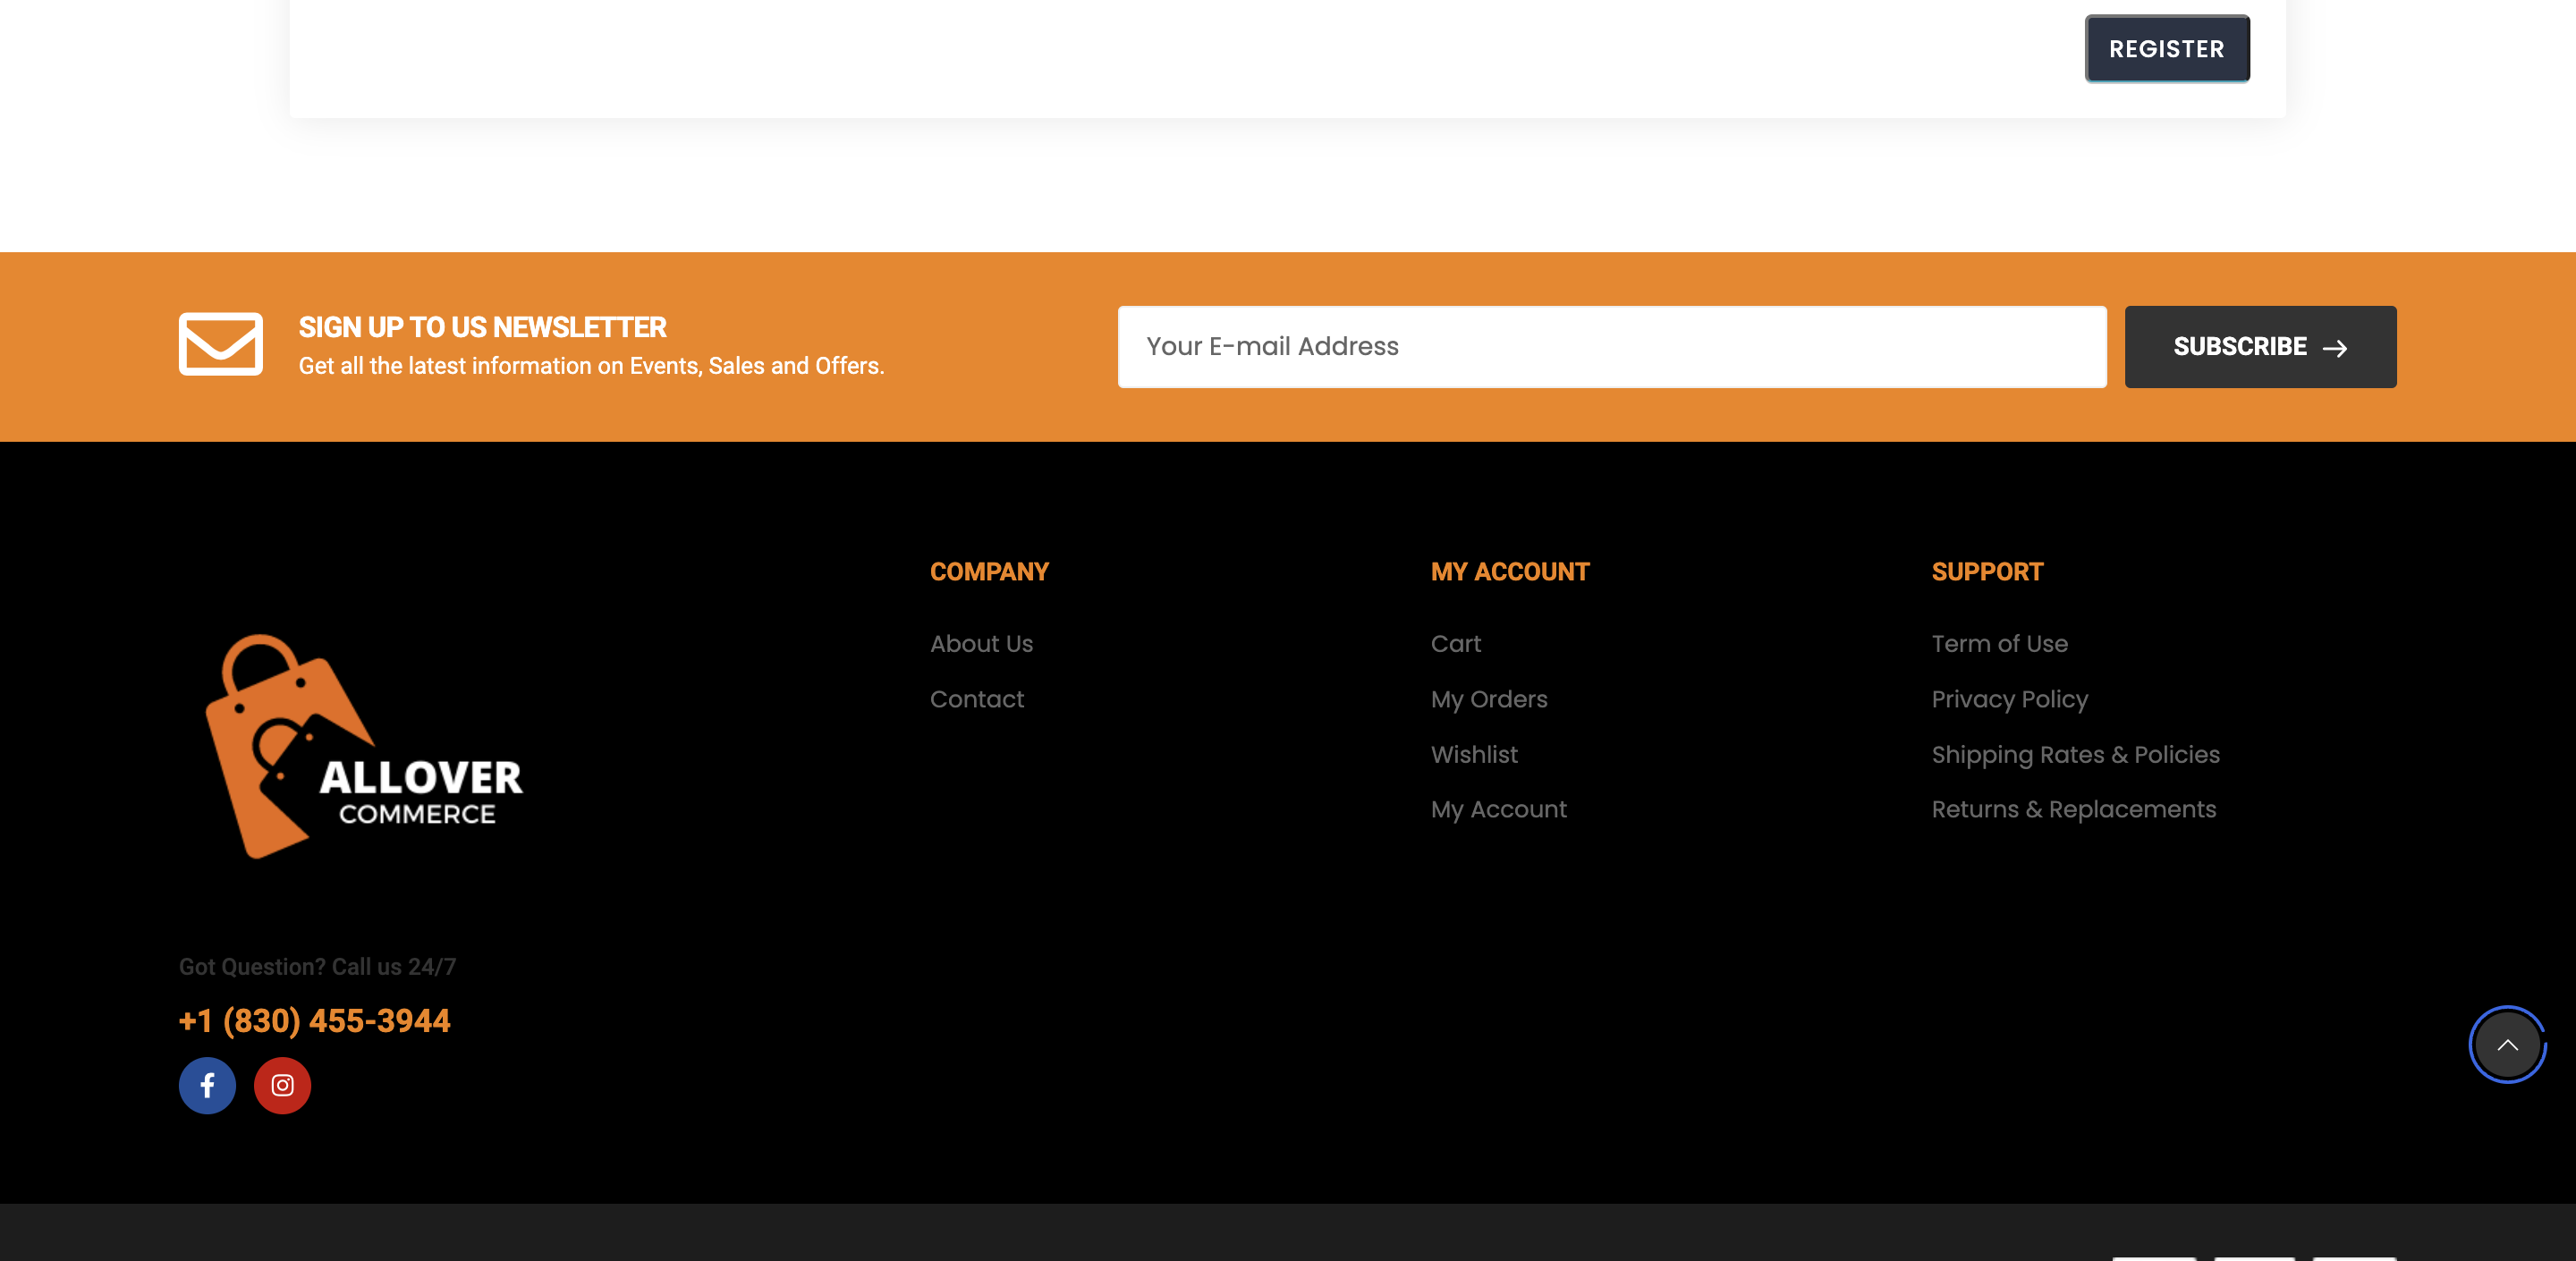 REGISTER
SIGN UP TO US NEWSLETTER
Get all the latest information on Events, Sales and Offers.
Your E-mail Address
SUBSCRIBE
ALLOVER
COMMERCE
Got Question? Call us 24/7
+1 (830) 455-3944
COMPANY
About Us
Contact
MY ACCOUNT
Cart
My Orders
Wishlist
My Account
SUPPORT
Term of Use
Privacy Policy
Shipping Rates & Policies
Returns & Replacements